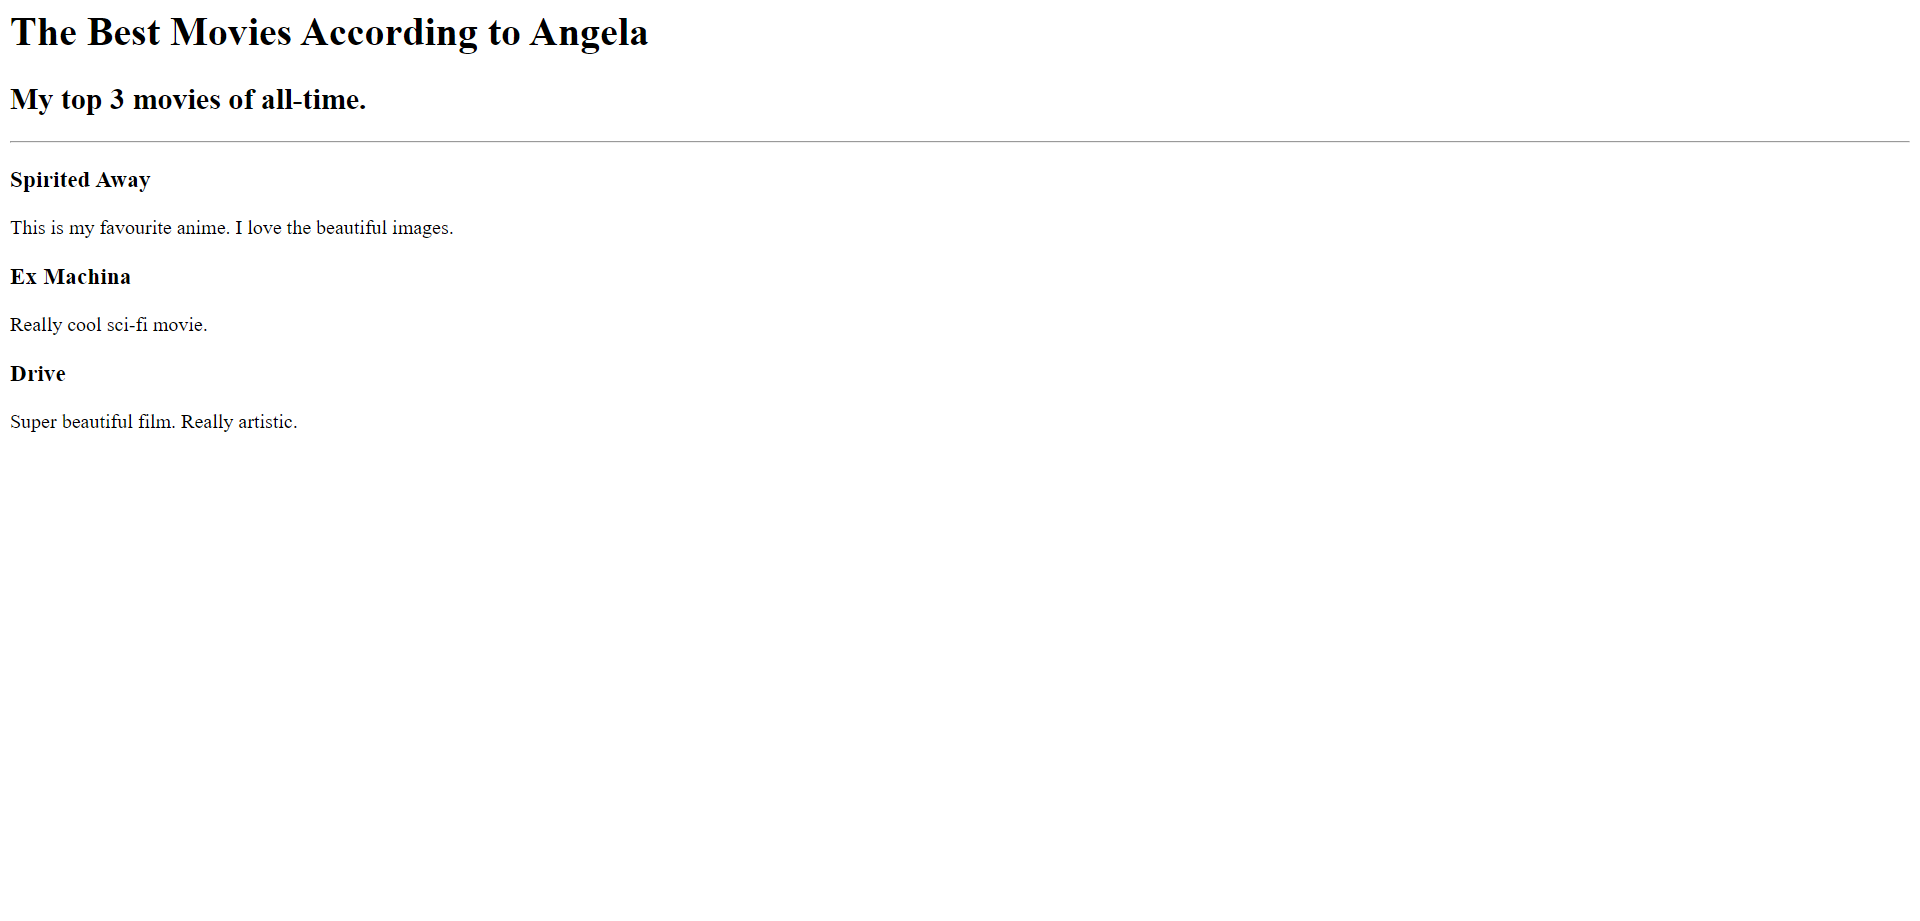 The Best Movies According to Angela
My top 3 movies of all-time.
Spirited Away
This is my favourite anime. I love the beautiful images.
Ex Machina
Really cool sci-fi movie.
Drive
Super beautiful film. Really artistic.